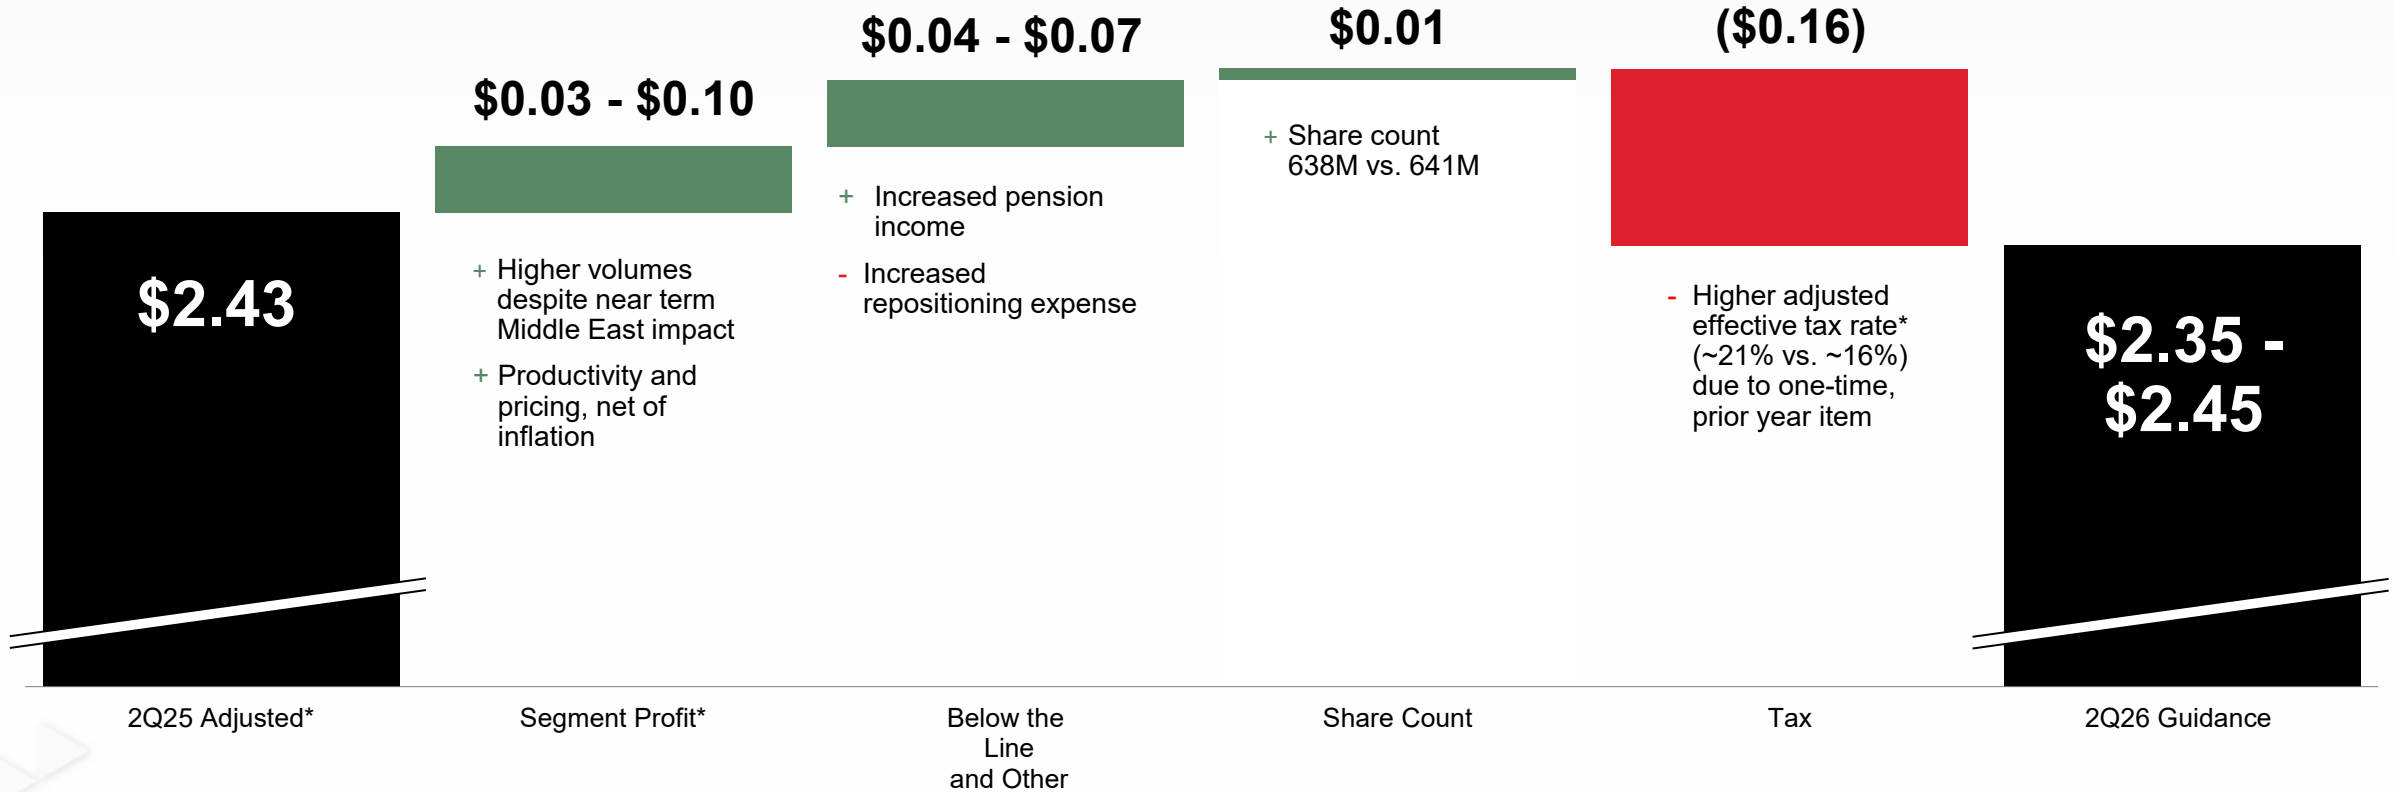 $2.43
2Q25 Adjusted*
$0.03 - $0.10
+ Higher volumes
despite near term
Middle East impact
+ Productivity and
pricing, net of
inflation
Segment Profit*
$0.04 - $0.07
+ Increased pension
income
- Increased
repositioning expense
Below the
Line
and Other
$0.01
+ Share count
638M vs. 641M
Share Count
($0.16)
- Higher adjusted
effective tax rate*
(~21% vs. ~16%)
due to one-time,
prior year item
Tax
$2.35 -
$2.45
2Q26 Guidance